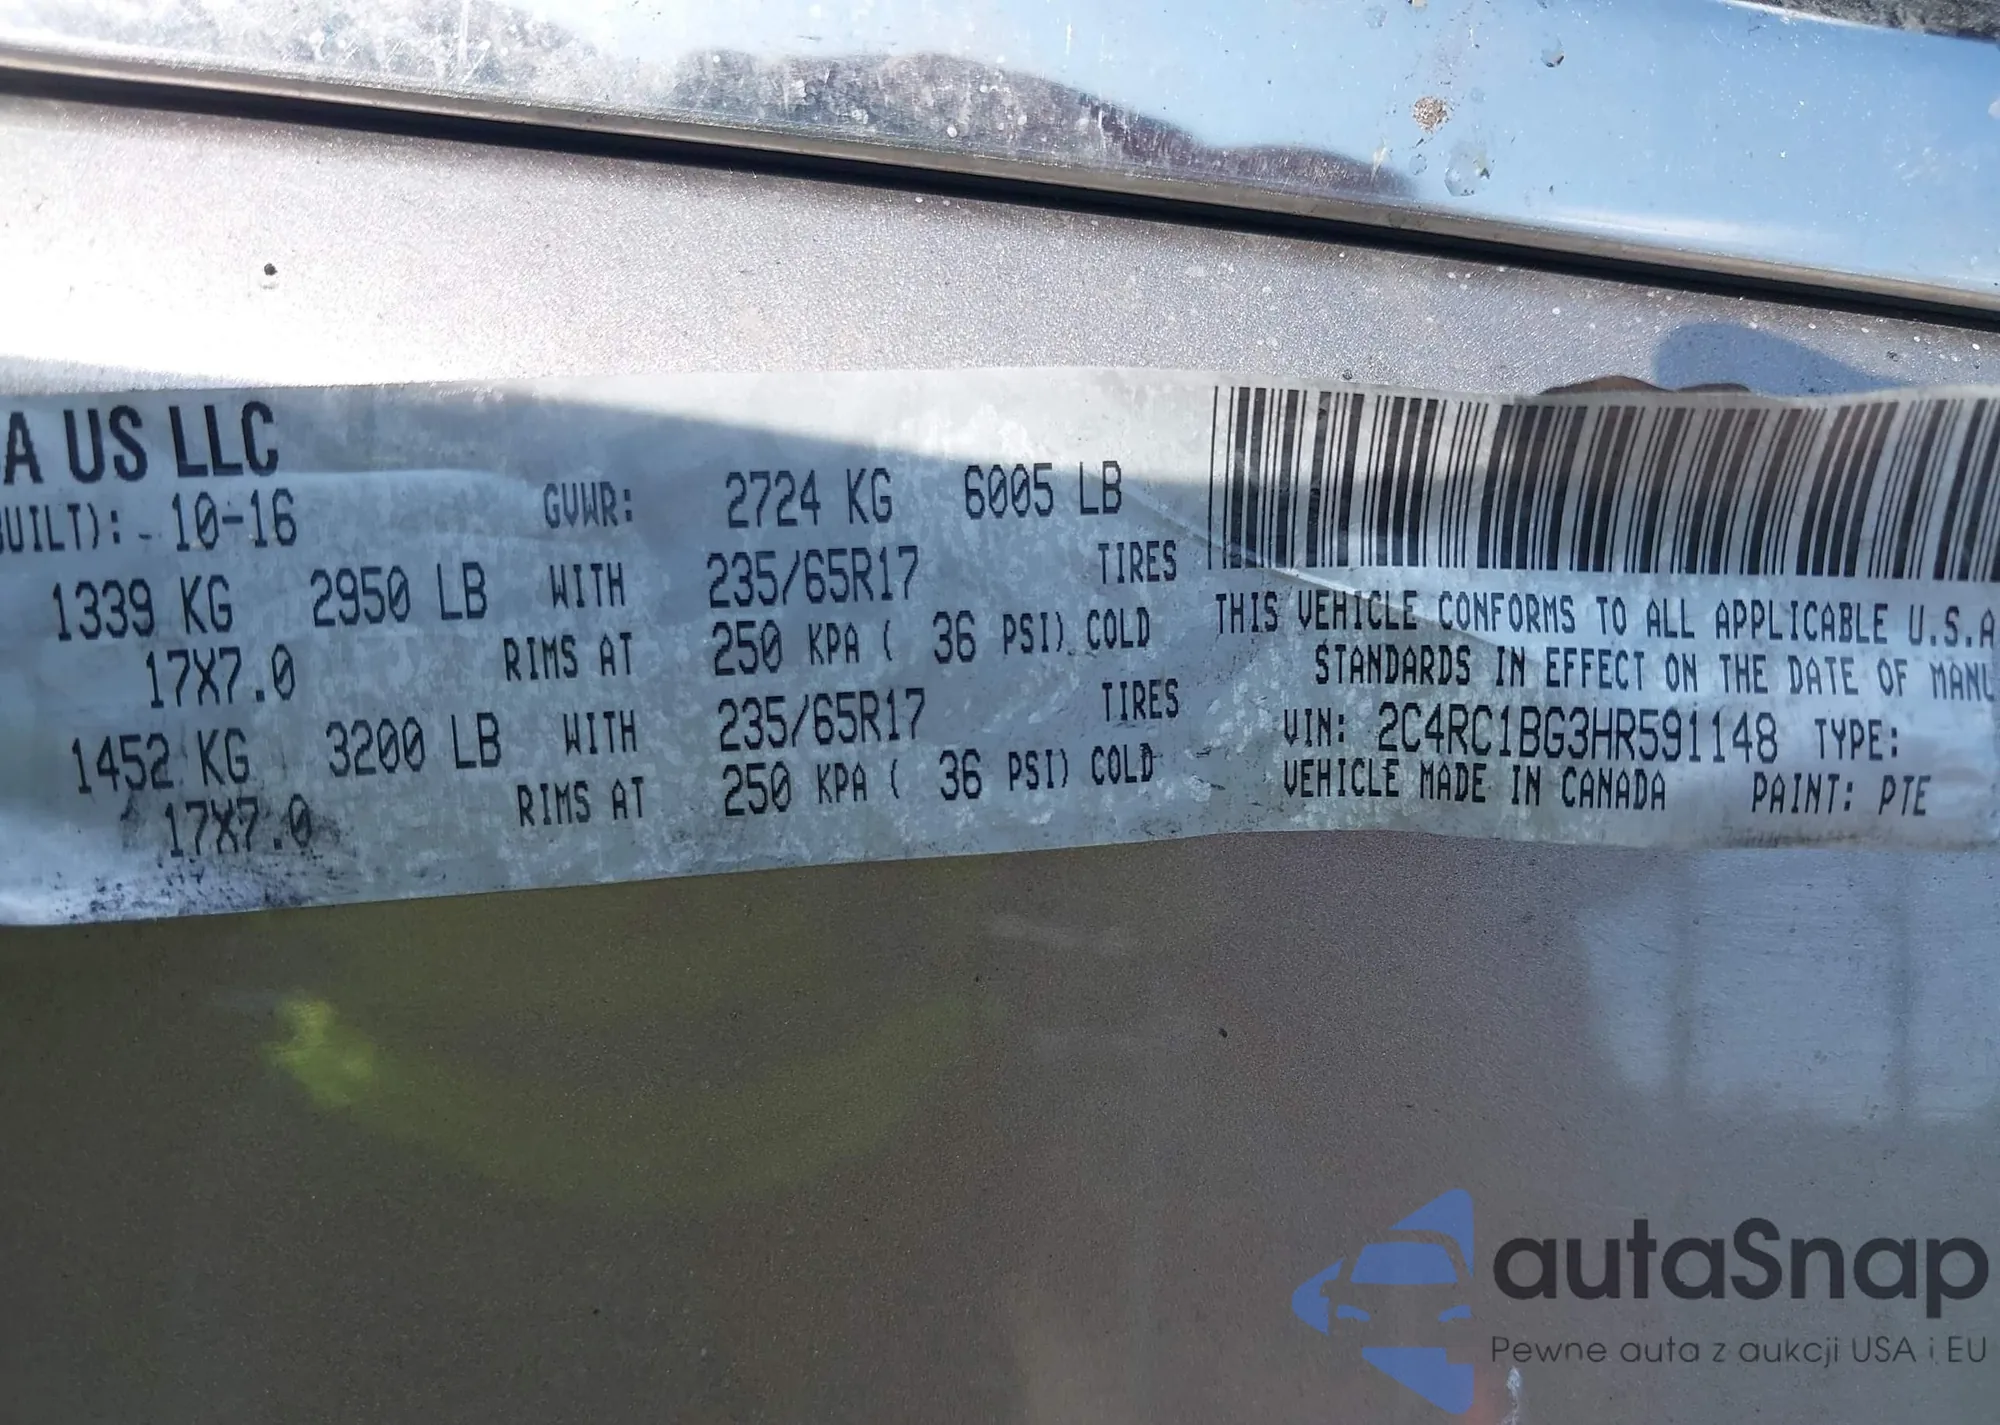 A US LLC
BUILT): - 10-16 GVWR: 2724 KG 6005 LB
1339 KG 2950 LB WITH 235/65R17 TIRES
17X7.0 RIMS AT 250 KPA ( 36 PSI) COLD
1452 KG 3200 LB WITH 235/65R17 TIRES
17X7.0 RIMS AT 250 KPA ( 36 PSI) COLD
THIS VEHICLE CONFORMS TO ALL APPLICABLE U.S.A
STANDARDS IN EFFECT ON THE DATE OF MANU
VIN: 2C4RC1BG3HR591148 TYPE:
VEHICLE MADE IN CANADA PAINT: PTE
autaSnap
Pewne auta z aukcji USA i EU